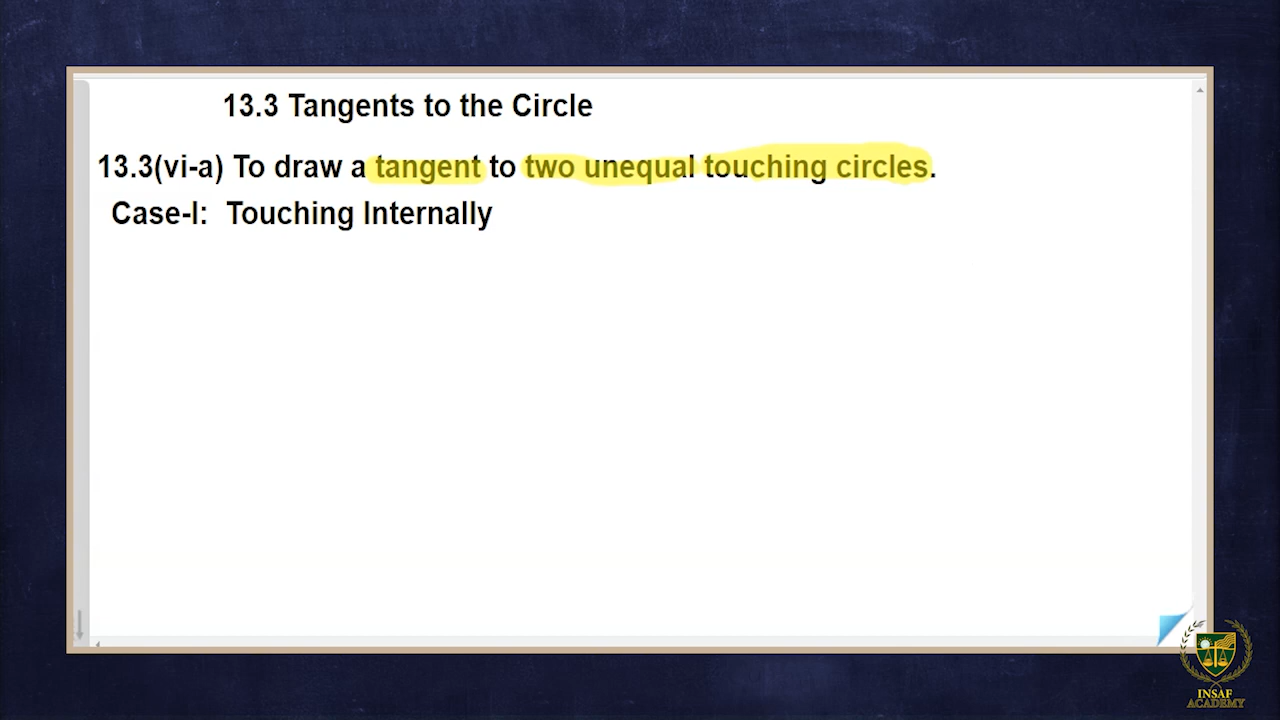 13.3 Tangents to the Circle
13.3(vi-a) To draw a tangent to two unequal touching circles.
Case-I: Touching Internally
INSAF
ACADEMY